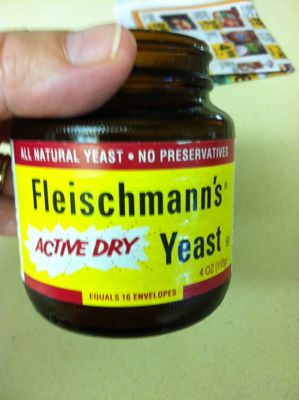 ALL NATURAL YEAST • NO PRESERVATIVES
Fleischmann's®
ACTIVE DRY Yeast®
4 OZ (113g)
EQUALS 16 ENVELOPES